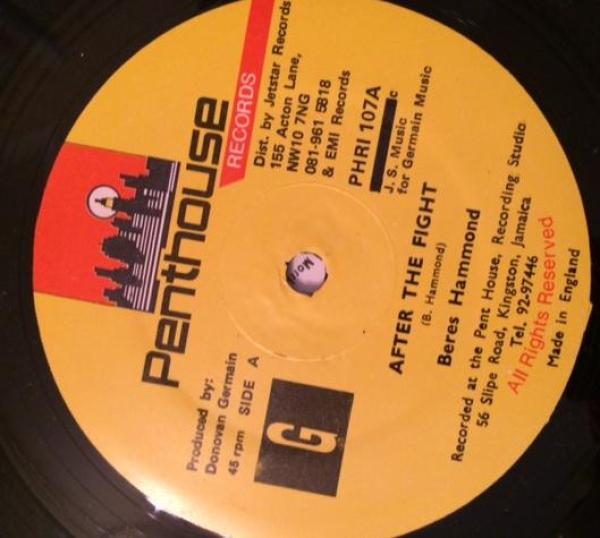 Penthouse
RECORDS
Dist. by Jetstar Records
155 Acton Lane,
NW10 7NG
081-961 5818
& EMI Records
PHRI 107A
J.S. Music
for Germain Music
Produced by:
Donovan Germain
45 rpm SIDE A
G
AFTER THE FIGHT
(B. Hammond)
Beres Hammond
Recorded at the Pent House, Recording Studio
56 Slipe Road, Kingston, Jamaica
Tel. 92-97446
All Rights Reserved
Made in England